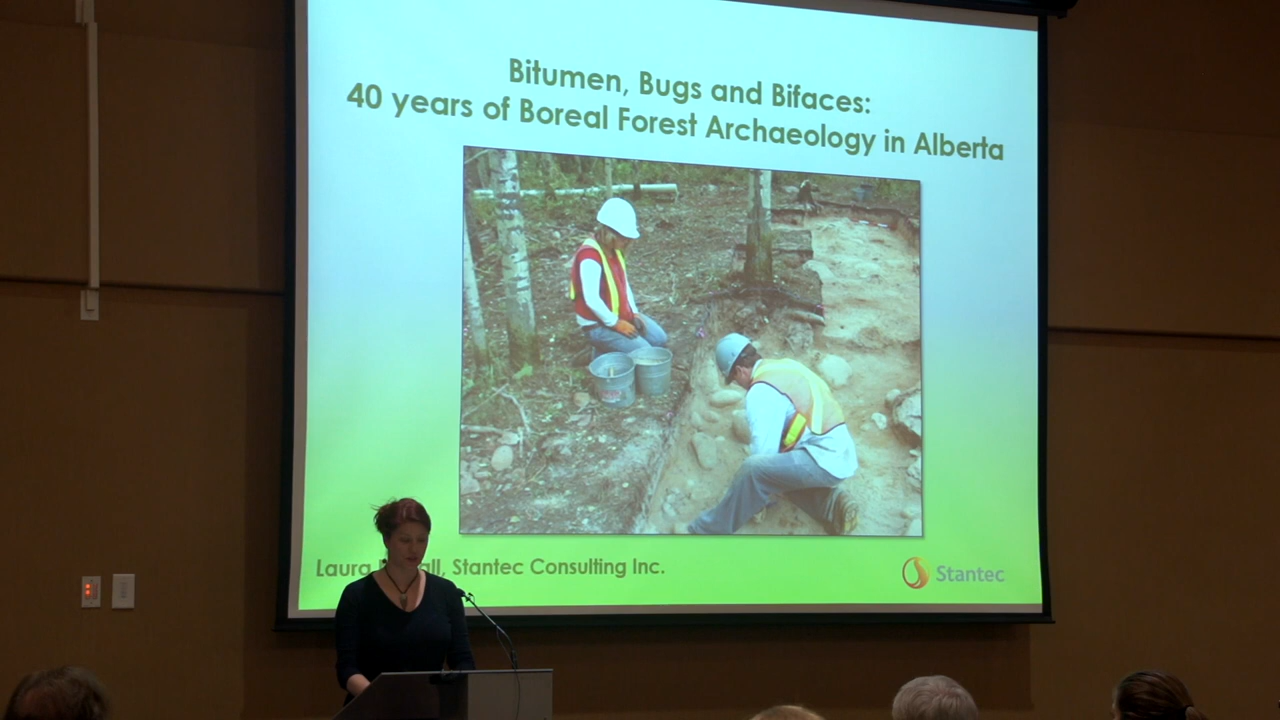 Bitumen, Bugs and Bifaces:
40 years of Boreal Forest Archaeology in Alberta
Laura
Stantec Consulting Inc.
Stantec